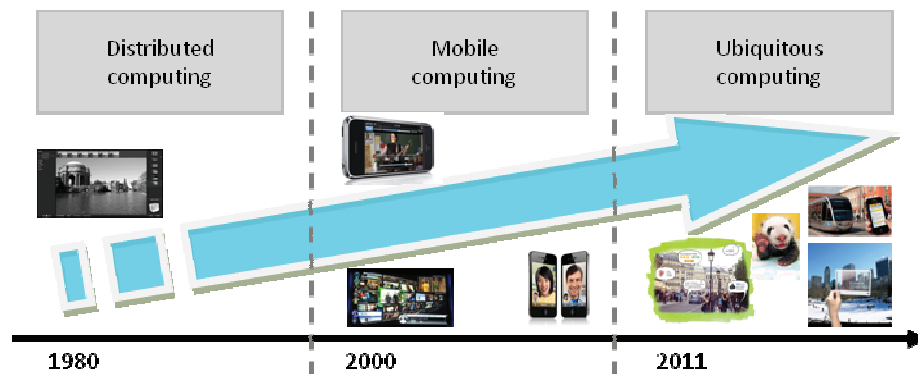 Distributed
computing
Mobile
computing
Ubiquitous
computing
1980
2000
2011